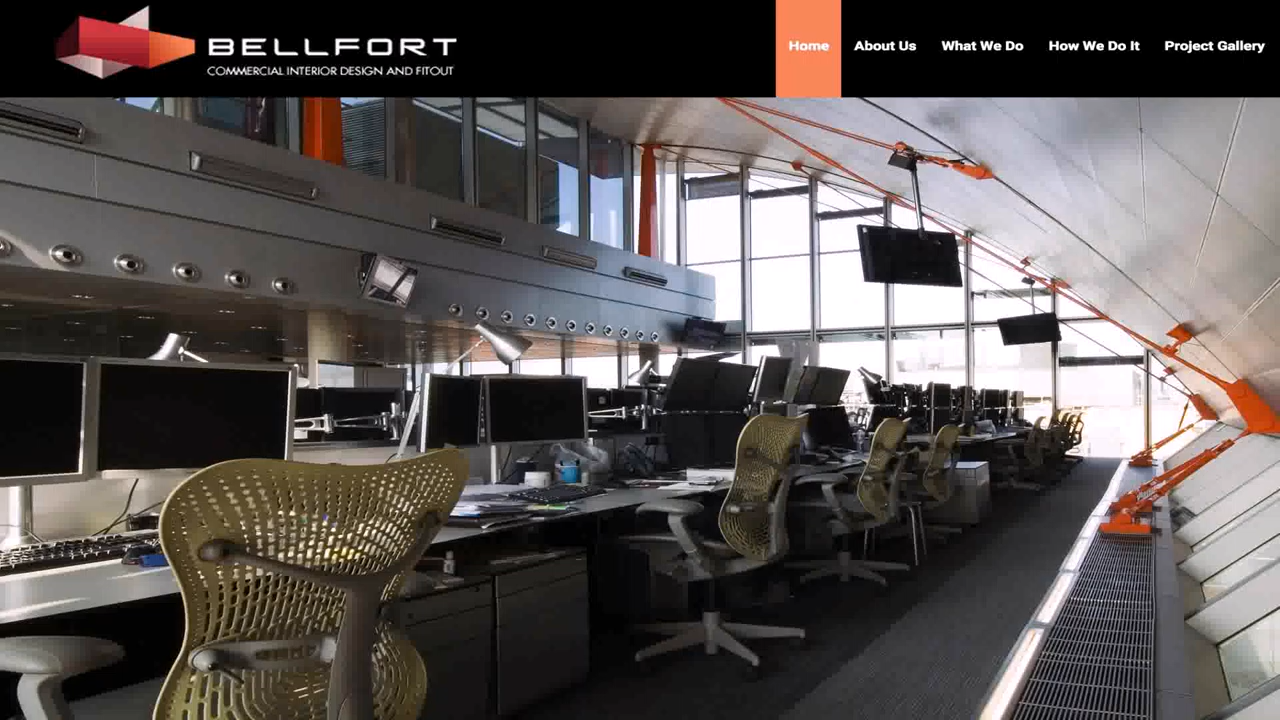 BELLFORT
COMMERCIAL INTERIOR DESIGN AND FITOUT
Home About Us What We Do How We Do It Project Gallery